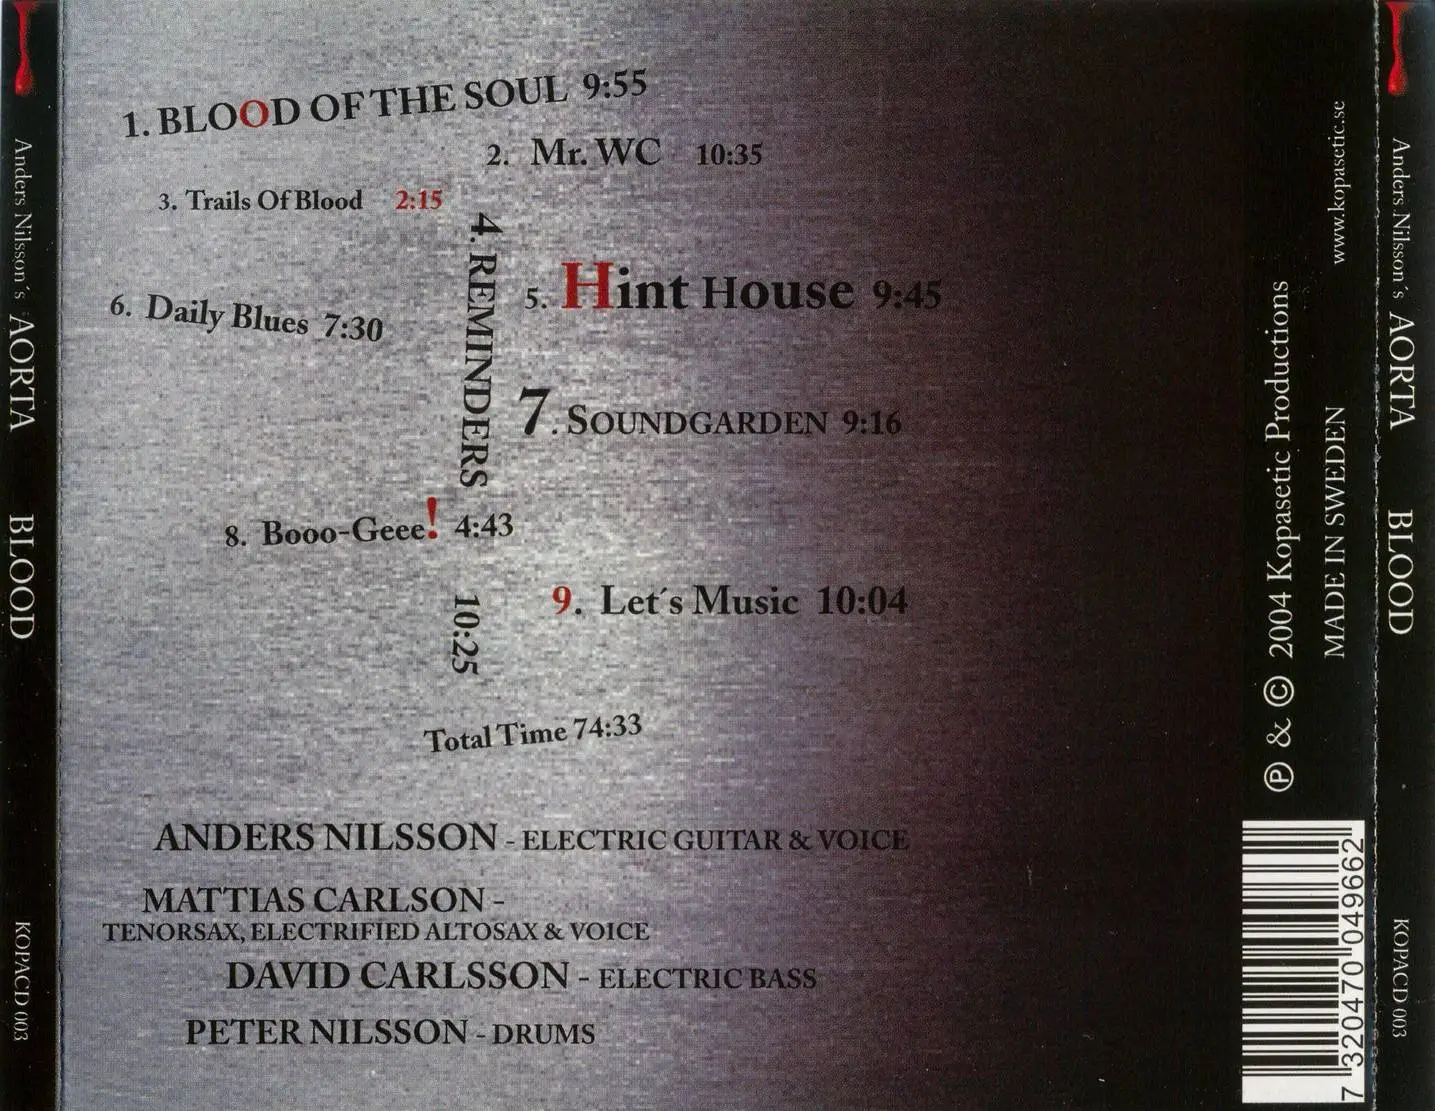 Anders Nilsson´s AORTA BLOOD KOPACD 003
1. BLOOD OF THE SOUL 9:55
2. Mr. WC 10:35
3. Trails Of Blood 2:15
4. REMINDERS 10:25
5. Hint House 9:45
6. Daily Blues 7:30
7. SOUNDGARDEN 9:16
8. Booo-Geee! 4:43
9. Let´s Music 10:04
Total Time 74:33
ANDERS NILSSON - ELECTRIC GUITAR & VOICE
MATTIAS CARLSON -
TENORSAX, ELECTRIFIED ALTOSAX & VOICE
DAVID CARLSSON - ELECTRIC BASS
PETER NILSSON - DRUMS
℗ & © 2004 Kopasetic Productions
MADE IN SWEDEN
www.kopasetic.se
7 320470 049662
Anders Nilsson´s AORTA BLOOD KOPACD 003